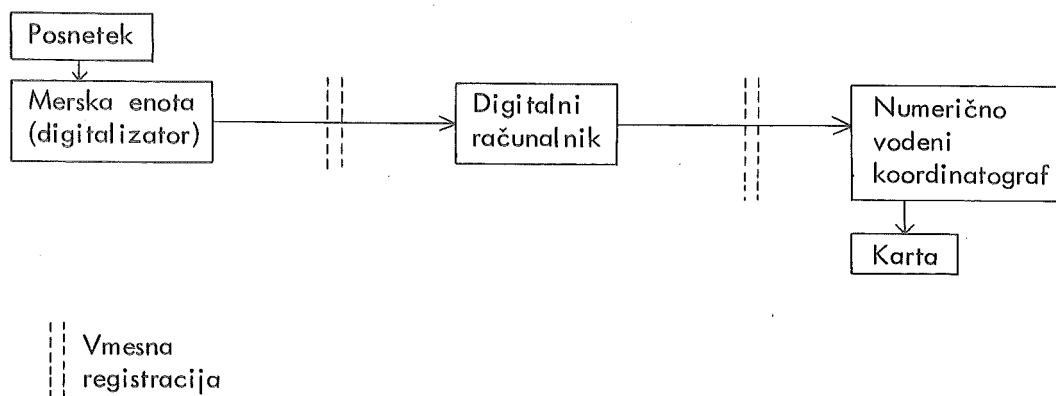 Posnetek
Merska enota
(digitalizator)
Digitalni
računalnik
Numerično
vodeni
koordinatograf
Karta
Vmesna
registracija